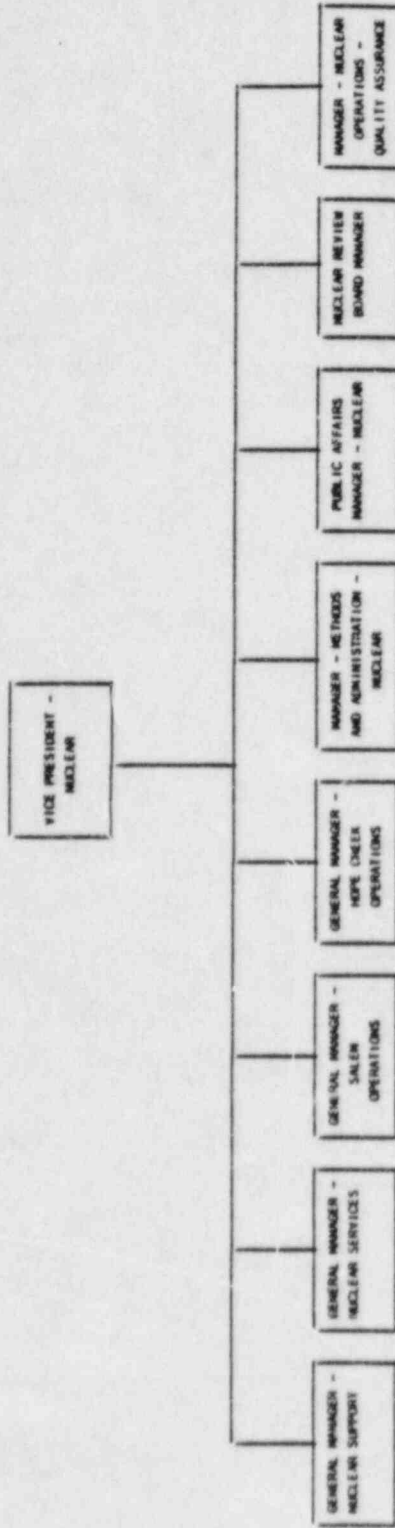 VICE PRESIDENT -
NUCLEAR
GENERAL MANAGER -
NUCLEAR SUPPORT
GENERAL MANAGER -
NUCLEAR SERVICES
GENERAL MANAGER -
SALEM
OPERATIONS
GENERAL MANAGER -
HOPE CREEK
OPERATIONS
MANAGER - METHODS
AND ADMINISTRATION -
NUCLEAR
PUBLIC AFFAIRS
MANAGER - NUCLEAR
NUCLEAR REVIEW
BOARD MANAGER
MANAGER - NUCLEAR
OPERATIONS -
QUALITY ASSURANCE